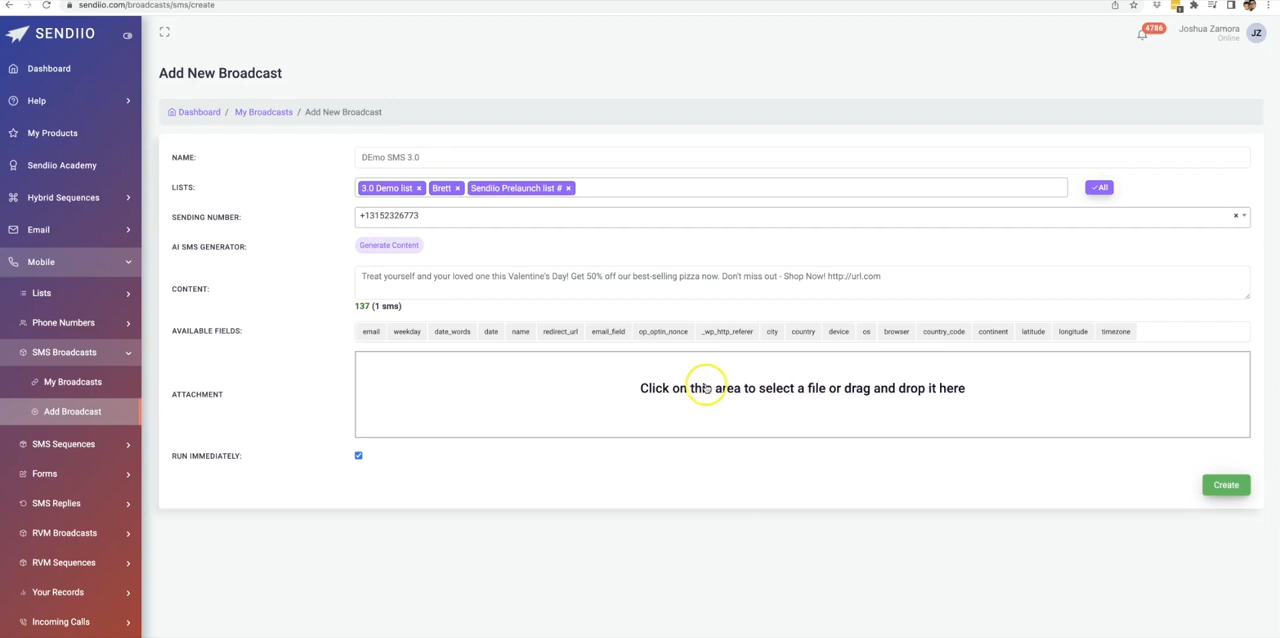 sendiio.com/broadcasts/sms/create
SENDIIO
4786
Joshua Zamora
Online
JZ
Dashboard
Help
My Products
Sendiio Academy
Hybrid Sequences
Email
Mobile
Lists
Phone Numbers
SMS Broadcasts
My Broadcasts
Add Broadcast
SMS Sequences
Forms
SMS Replies
RVM Broadcasts
RVM Sequences
Your Records
Incoming Calls
Add New Broadcast
Dashboard / My Broadcasts / Add New Broadcast
NAME: DEmo SMS 3.0
LISTS: 3.0 Demo list × Brett × Sendiio Prelaunch list # × ✓All
SENDING NUMBER: +13152326773 ×
AI SMS GENERATOR: Generate Content
CONTENT: Treat yourself and your loved one this Valentine's Day! Get 50% off our best-selling pizza now. Don't miss out - Shop Now! http://url.com
137 (1 sms)
AVAILABLE FIELDS: email weekday date_words date name redirect_url email_field op_optin_nonce _wp_http_referer city country device os browser country_code continent latitude longitude timezone
ATTACHMENT Click on this area to select a file or drag and drop it here
RUN IMMEDIATELY:
Create